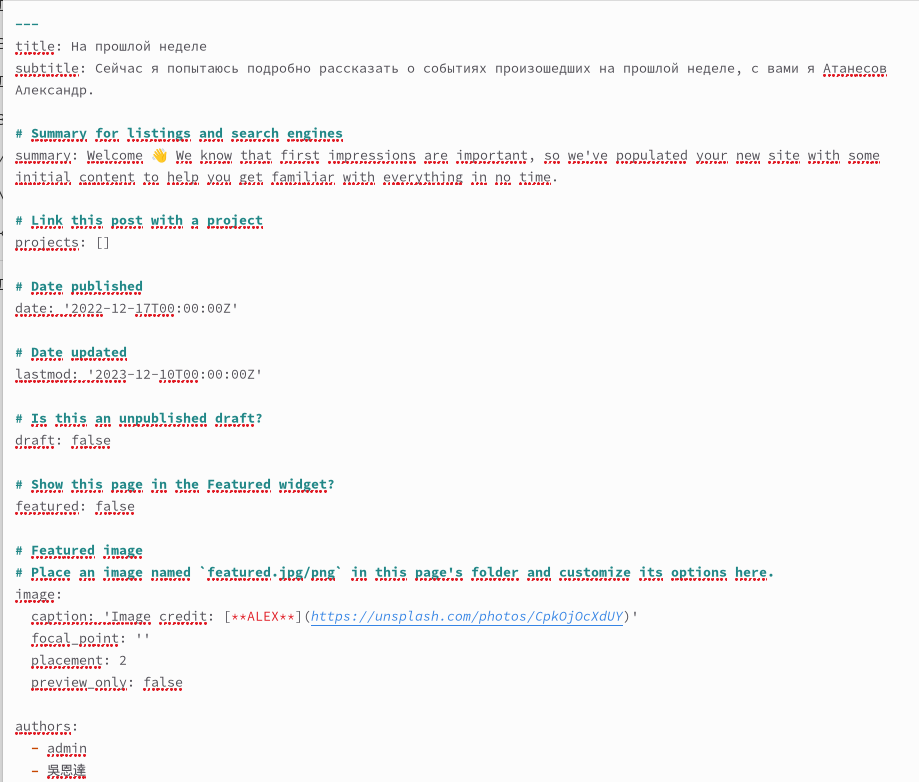 ---
title: На прошлой неделе
subtitle: Сейчас я попытаюсь подробно рассказать о событиях произошедших на прошлой неделе, с вами я Атанесов
Александр.
# Summary for listings and search engines
summary: Welcome 👋 We know that first impressions are important, so we've populated your new site with some
initial content to help you get familiar with everything in no time.
# Link this post with a project
projects: []
# Date published
date: '2022-12-17T00:00:00Z'
# Date updated
lastmod: '2023-12-10T00:00:00Z'
# Is this an unpublished draft?
draft: false
# Show this page in the Featured widget?
featured: false
# Featured image
# Place an image named `featured.jpg/png` in this page's folder and customize its options here.
image:
  caption: 'Image credit: [**ALEX**](https://unsplash.com/photos/CpkOjOcXdUY)'
  focal_point: ''
  placement: 2
  preview_only: false
authors:
  - admin
  - 吳恩達